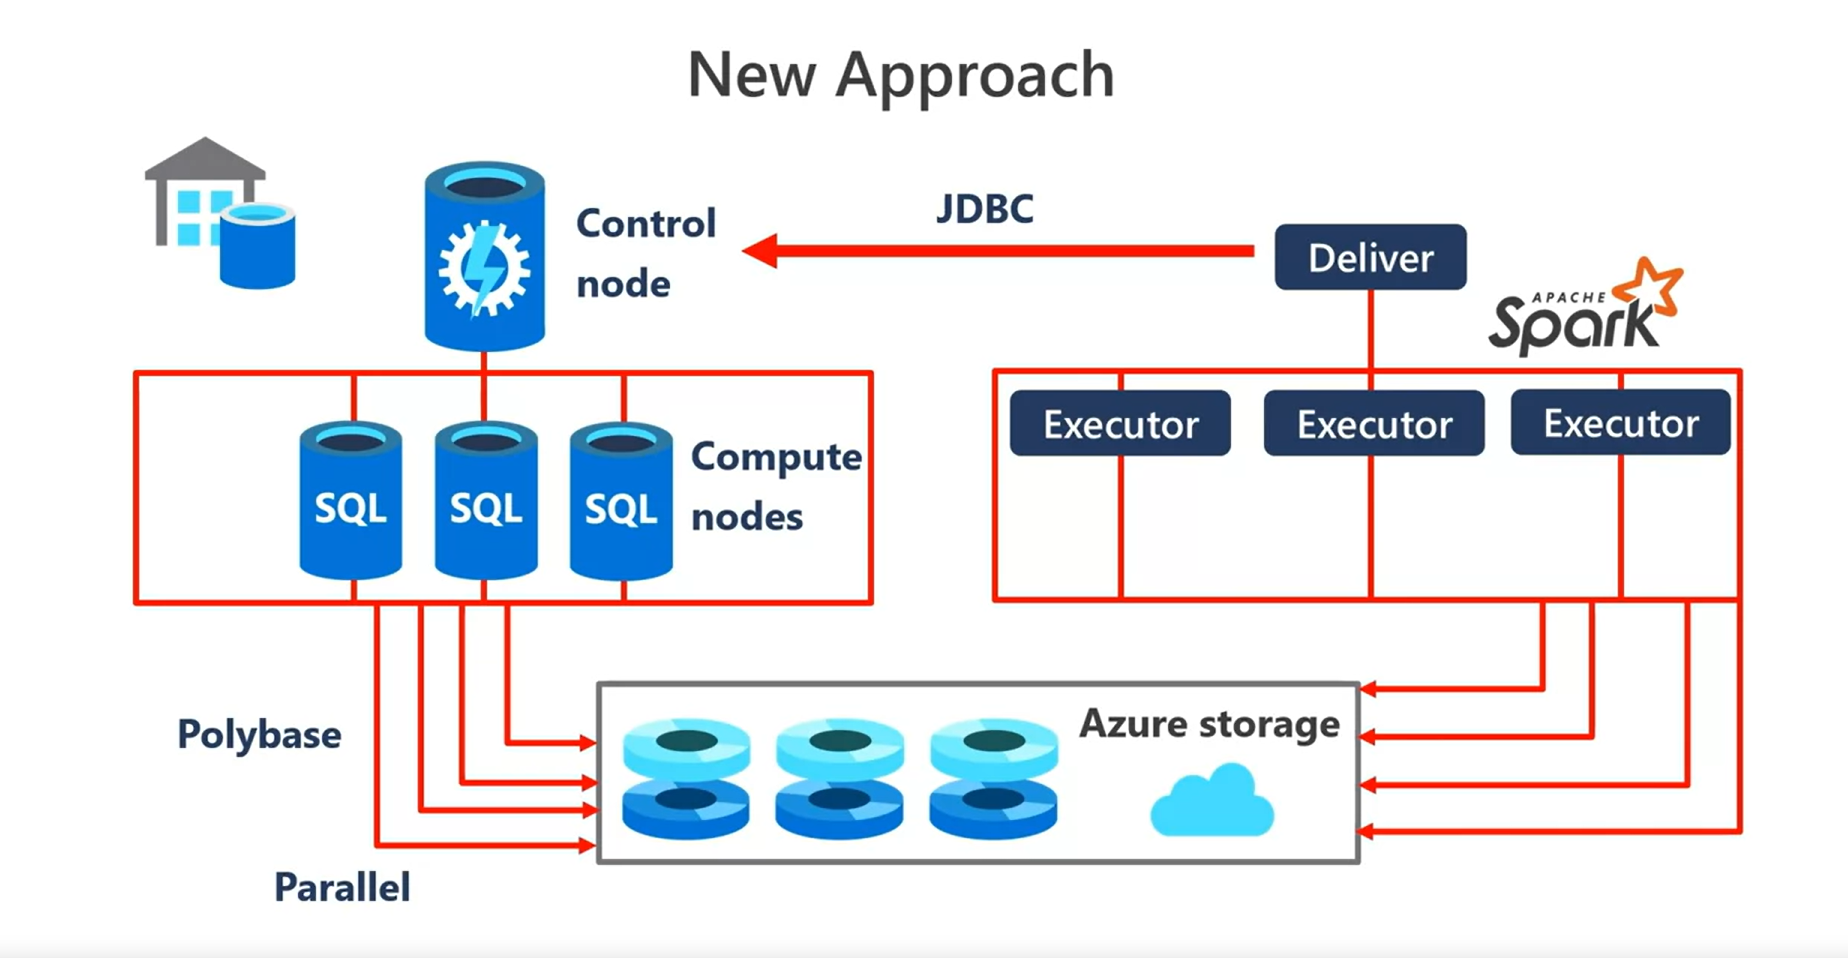 New Approach
Control
node
JDBC
Deliver
APACHE
Spark
Executor
Executor
Executor
SQL
SQL
SQL
Compute
nodes
Polybase
Azure storage
Parallel